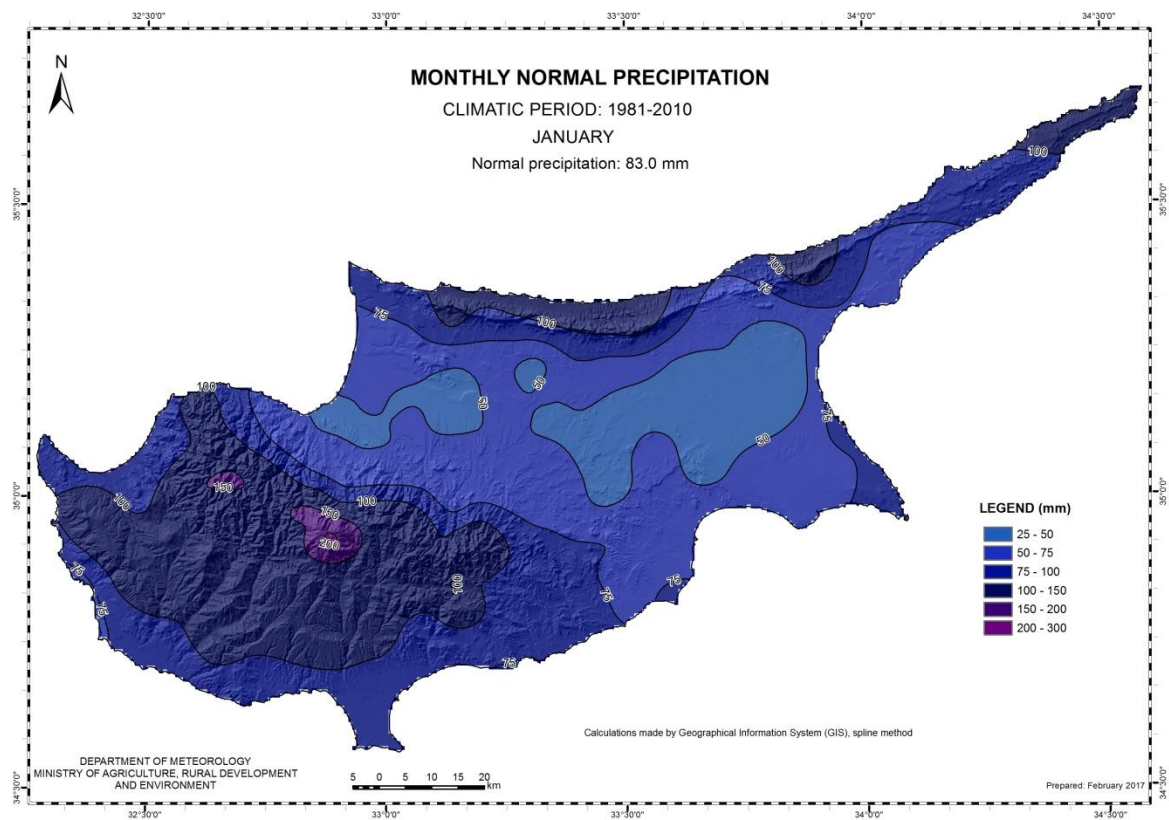 32°30'0"
33°0'0"
33°30'0"
34°0'0"
34°30'0"
N
MONTHLY NORMAL PRECIPITATION
CLIMATIC PERIOD: 1981-2010
JANUARY
Normal precipitation: 83.0 mm
35°30'0"
35°30'0"
100
100
75
75
100
50
50
100
75
50
150
35°0'0"
35°0'0"
100
100
150
200
LEGEND (mm)
25 - 50
50 - 75
75 - 100
100 - 150
150 - 200
200 - 300
75
100
75
75
75
75
Calculations made by Geographical Information System (GIS), spline method
DEPARTMENT OF METEOROLOGY
MINISTRY OF AGRICULTURE, RURAL DEVELOPMENT
AND ENVIRONMENT
5 0 5 10 15 20
km
Prepared: February 2017
34°30'0"
34°30'0"
32°30'0"
33°0'0"
33°30'0"
34°0'0"
34°30'0"